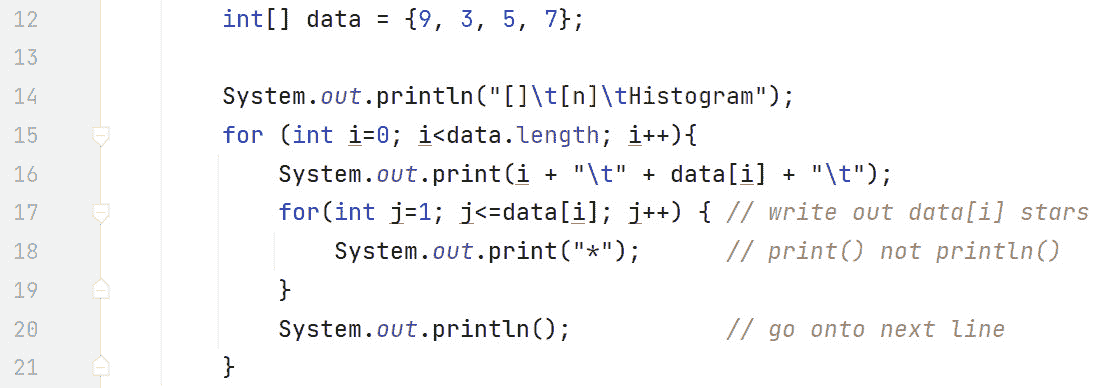 12 int[] data = {9, 3, 5, 7};
13
14 System.out.println("[]\t[n]\tHistogram");
15 for (int i=0; i<data.length; i++){
16 System.out.print(i + "\t" + data[i] + "\t");
17 for(int j=1; j<=data[i]; j++) { // write out data[i] stars
18 System.out.print("*"); // print() not println()
19 }
20 System.out.println(); // go onto next line
21 }